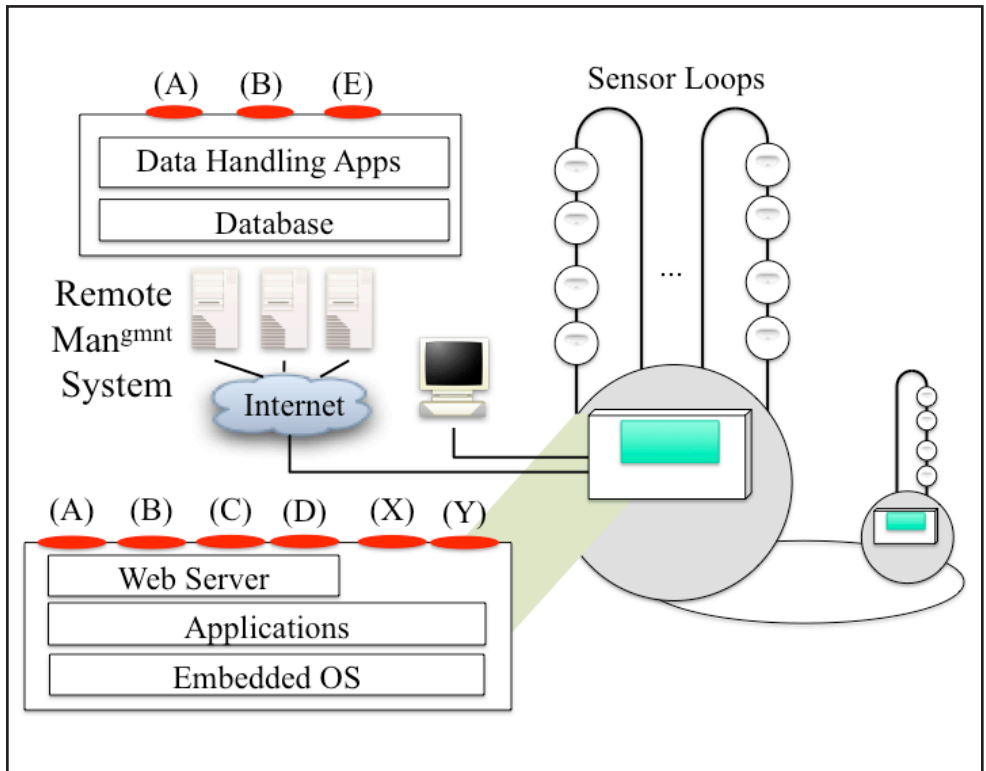 (A) (B) (E)
Sensor Loops
Data Handling Apps
Database
Remote
Mangmnt
System
Internet
...
(A) (B) (C) (D) (X) (Y)
Web Server
Applications
Embedded OS